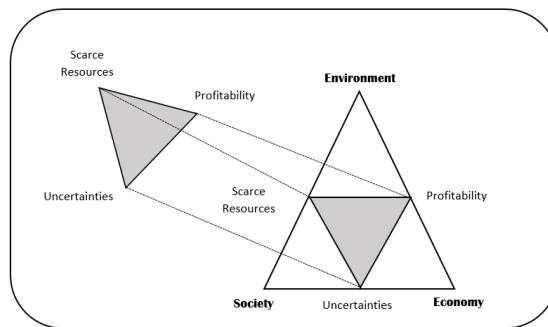 Scarce
Resources
Profitability
Environment
Uncertainties
Scarce
Resources
Profitability
Society
Uncertainties
Economy